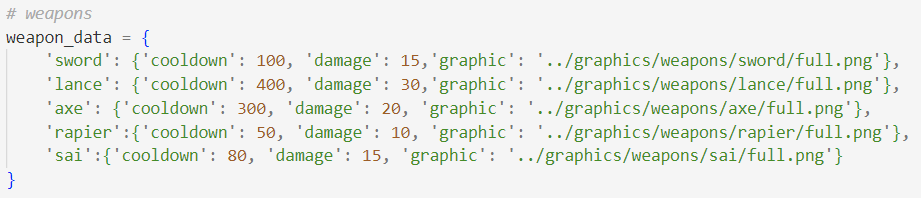 # weapons
weapon_data = {
    'sword': {'cooldown': 100, 'damage': 15,'graphic': '../graphics/weapons/sword/full.png'},
    'lance': {'cooldown': 400, 'damage': 30,'graphic': '../graphics/weapons/lance/full.png'},
    'axe': {'cooldown': 300, 'damage': 20, 'graphic': '../graphics/weapons/axe/full.png'},
    'rapier':{'cooldown': 50, 'damage': 10, 'graphic': '../graphics/weapons/rapier/full.png'},
    'sai':{'cooldown': 80, 'damage': 15, 'graphic': '../graphics/weapons/sai/full.png'}
}